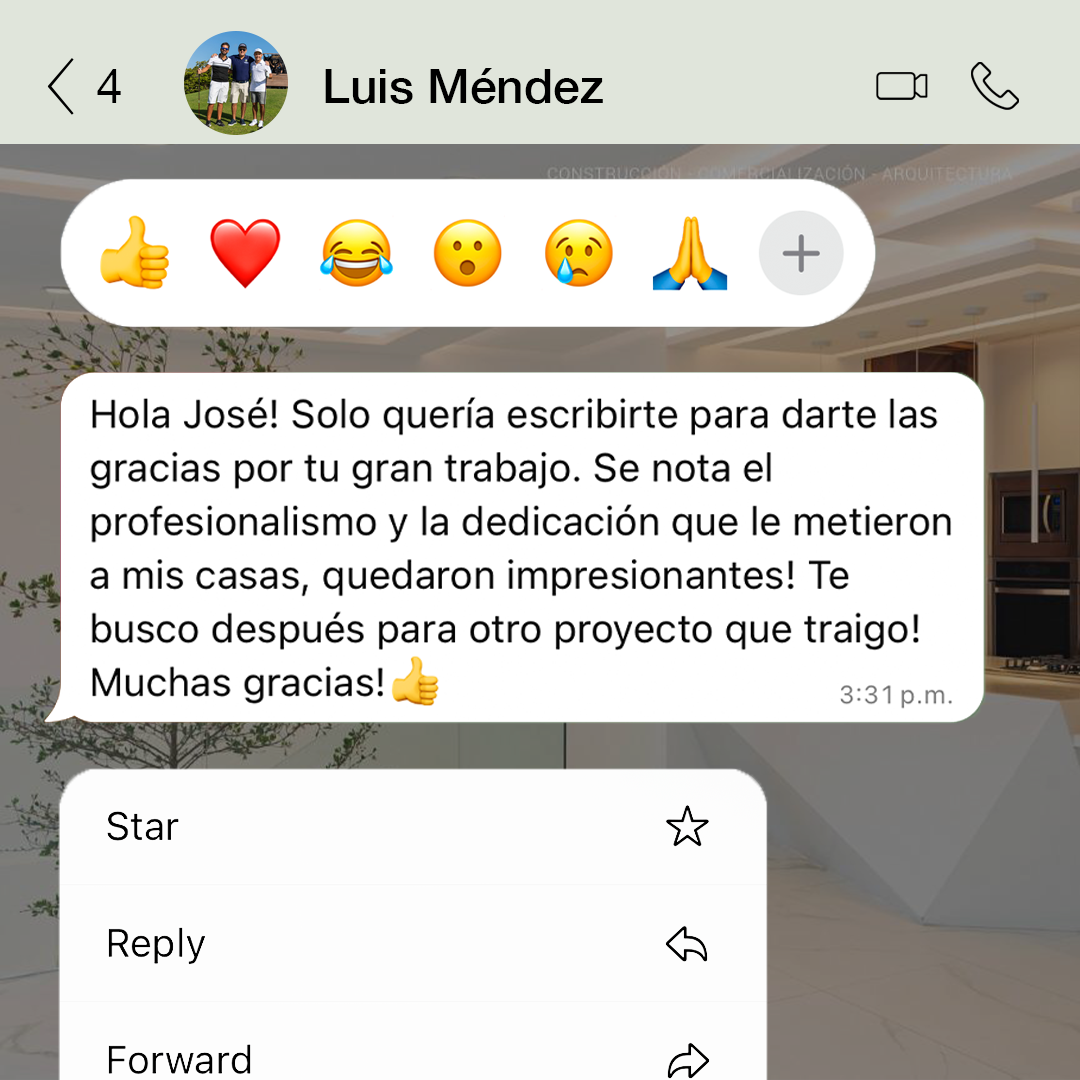 4
Luis Méndez
CONSTRUCCIÓN - COMERCIALIZACIÓN - ARQUITECTURA
Hola José! Solo quería escribirte para darte las
gracias por tu gran trabajo. Se nota el
profesionalismo y la dedicación que le metieron
a mis casas, quedaron impresionantes! Te
busco después para otro proyecto que traigo!
Muchas gracias!👍
3:31 p.m.
Star
Reply
Forward